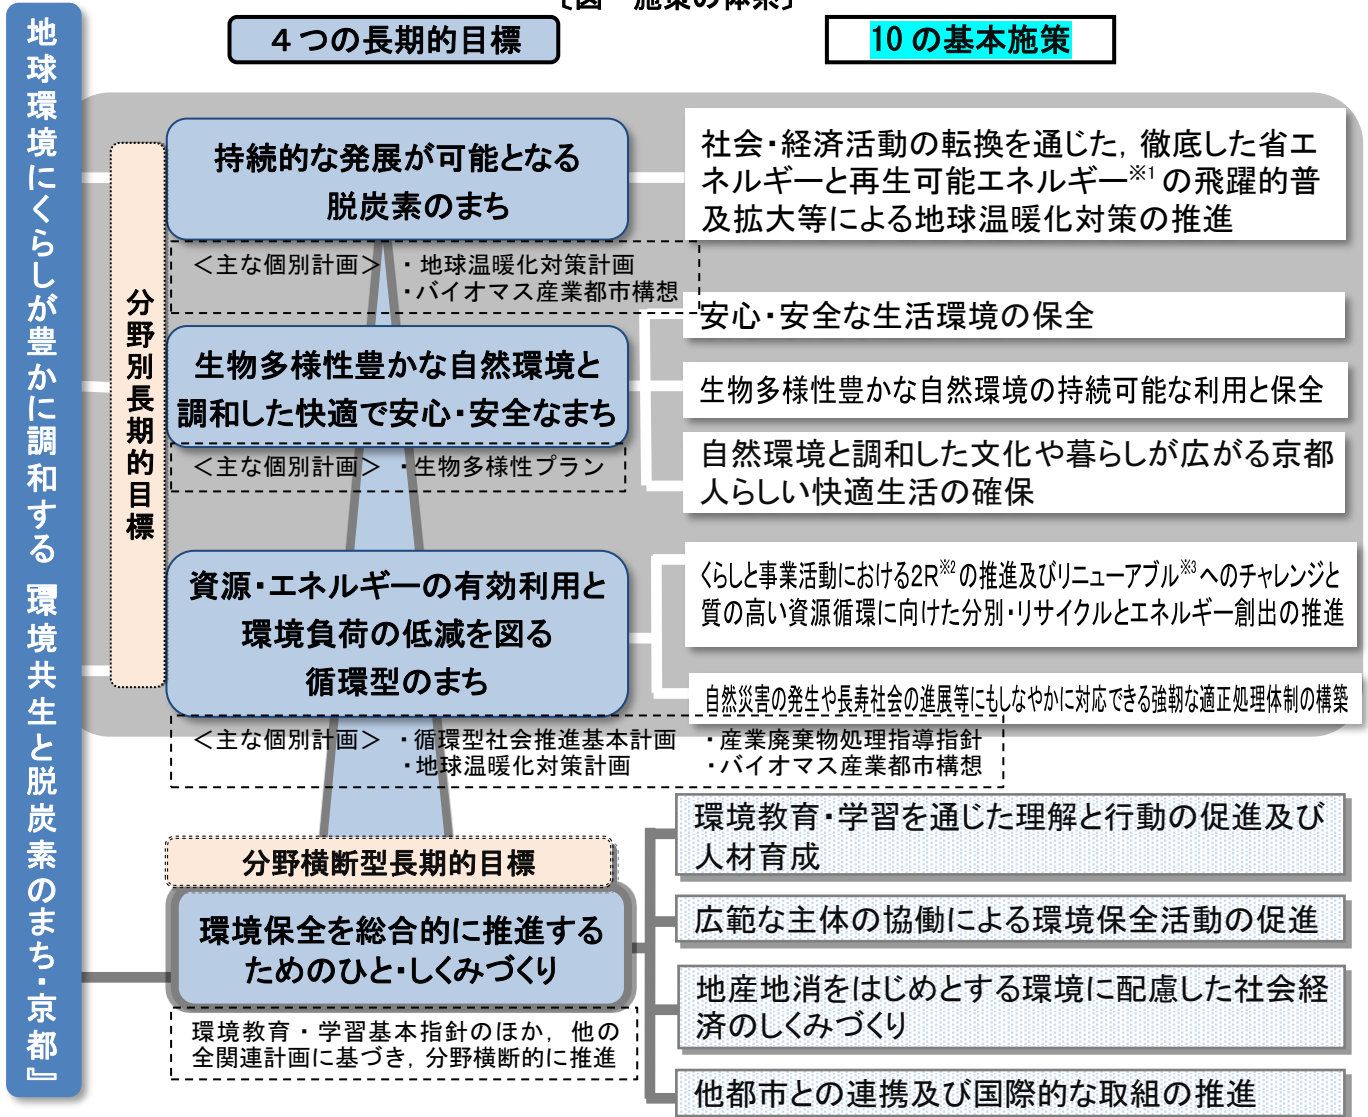 〔図　施策の体系〕
地球環境にくらしが豊かに調和する『環境共生と脱炭素のまち・京都』
４つの長期的目標
10の基本施策
分野別長期的目標
持続的な発展が可能となる
脱炭素のまち
＜主な個別計画＞　・地球温暖化対策計画
・バイオマス産業都市構想
社会・経済活動の転換を通じた，徹底した省エ
ネルギーと再生可能エネルギー※1の飛躍的普
及拡大等による地球温暖化対策の推進
生物多様性豊かな自然環境と
調和した快適で安心・安全なまち
＜主な個別計画＞　・生物多様性プラン
安心・安全な生活環境の保全
生物多様性豊かな自然環境の持続可能な利用と保全
自然環境と調和した文化や暮らしが広がる京都
人らしい快適生活の確保
資源・エネルギーの有効利用と
環境負荷の低減を図る
循環型のまち
＜主な個別計画＞　・循環型社会推進基本計画　・産業廃棄物処理指導指針
・地球温暖化対策計画　・バイオマス産業都市構想
くらしと事業活動における2R※2の推進及びリニューアブル※3へのチャレンジと
質の高い資源循環に向けた分別・リサイクルとエネルギー創出の推進
自然災害の発生や長寿社会の進展等にもしなやかに対応できる強靭な適正処理体制の構築
分野横断型長期的目標
環境保全を総合的に推進する
ためのひと・しくみづくり
環境教育・学習基本指針のほか，他の
全関連計画に基づき，分野横断的に推進
環境教育・学習を通じた理解と行動の促進及び
人材育成
広範な主体の協働による環境保全活動の促進
地産地消をはじめとする環境に配慮した社会経
済のしくみづくり
他都市との連携及び国際的な取組の推進